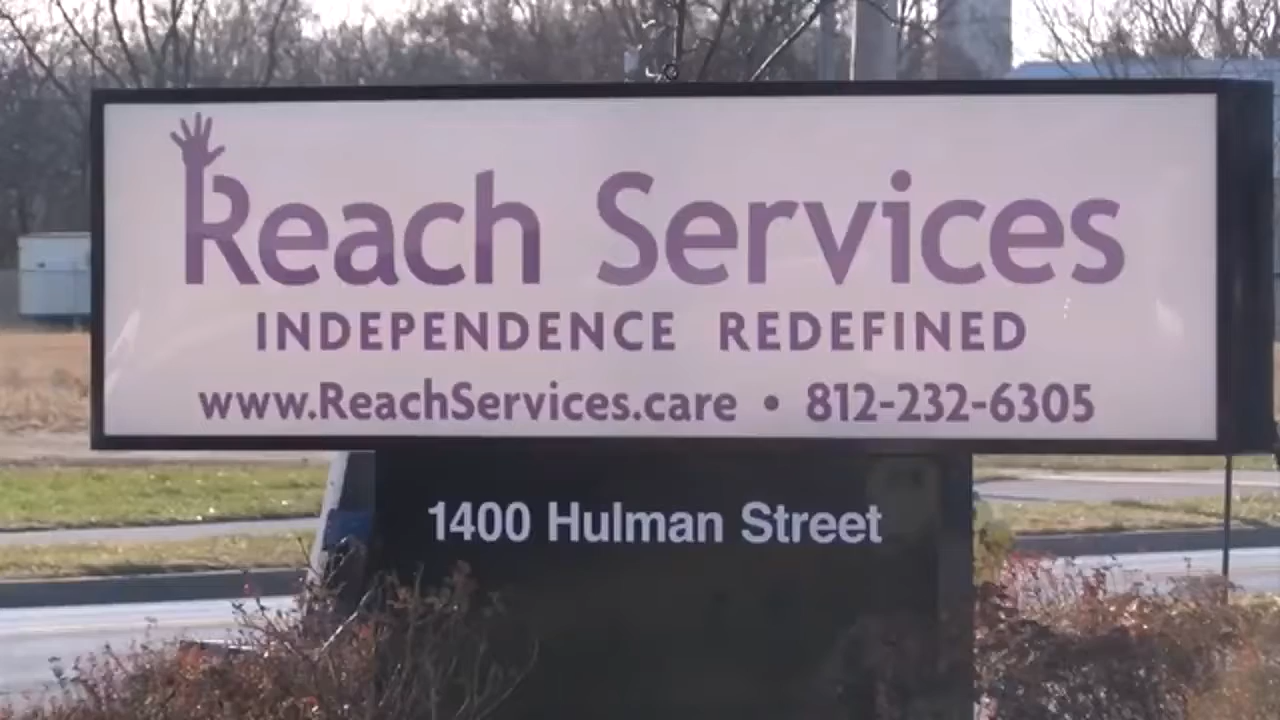 Reach Services
INDEPENDENCE REDEFINED
www.ReachServices.care • 812-232-6305
1400 Hulman Street